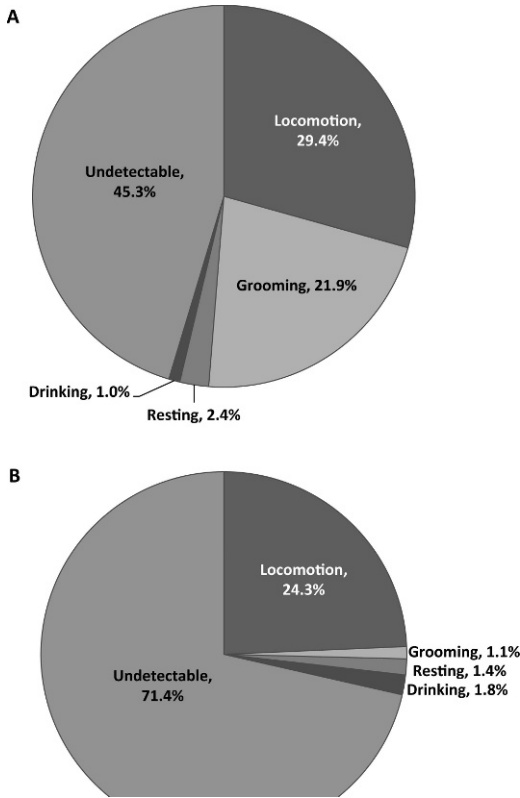 A
Locomotion,
29.4%
Undetectable,
45.3%
Grooming, 21.9%
Drinking, 1.0%
Resting, 2.4%
B
Locomotion,
24.3%
Grooming, 1.1%
Resting, 1.4%
Undetectable,
71.4%
Drinking, 1.8%